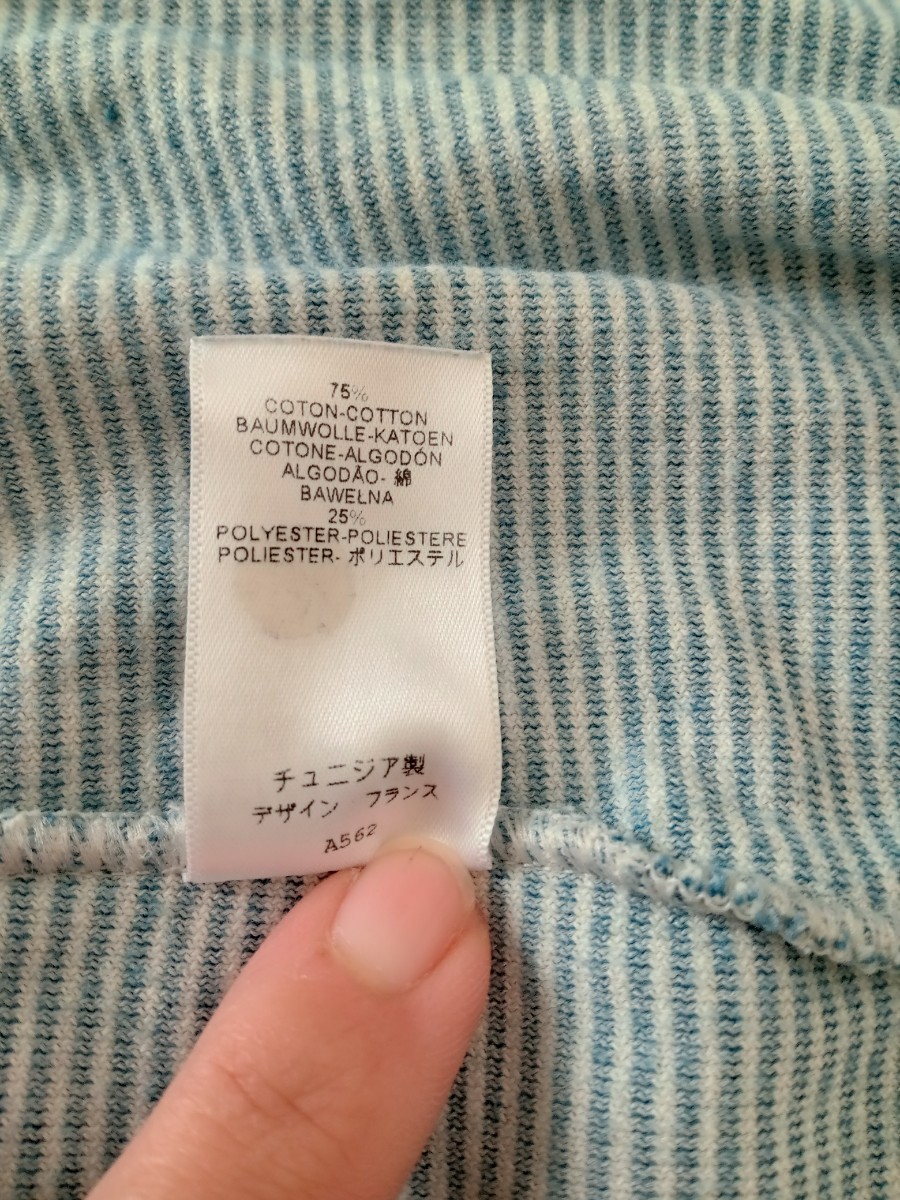 75%
COTON-COTTON
BAUMWOLLE-KATOEN
COTONE-ALGODÓN
ALGODÃO- 綿
BAWEŁNA
25%
POLYESTER-POLIESTERE
POLIESTER- ポリエステル
チュニジア製
デザイン フランス
A562